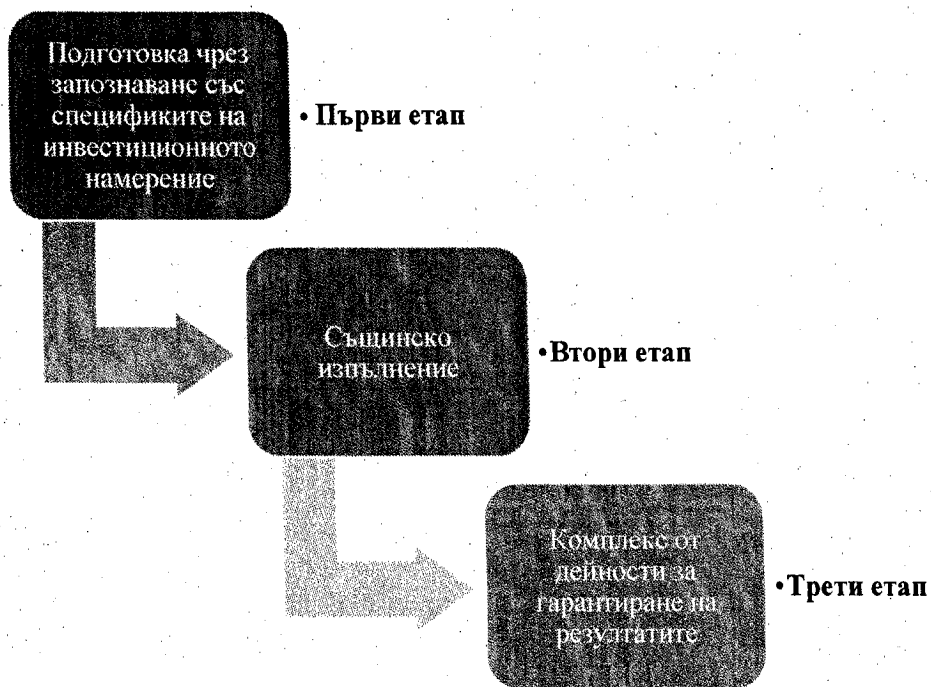 Подготовка чрез
запознаване със
спецификите на
инвестиционното
намерение
• Първи етап
Същинско
изпълнение
•Втори етап
Комплекс от
дейности за
гарантиране на
резултатите
•Трети етап